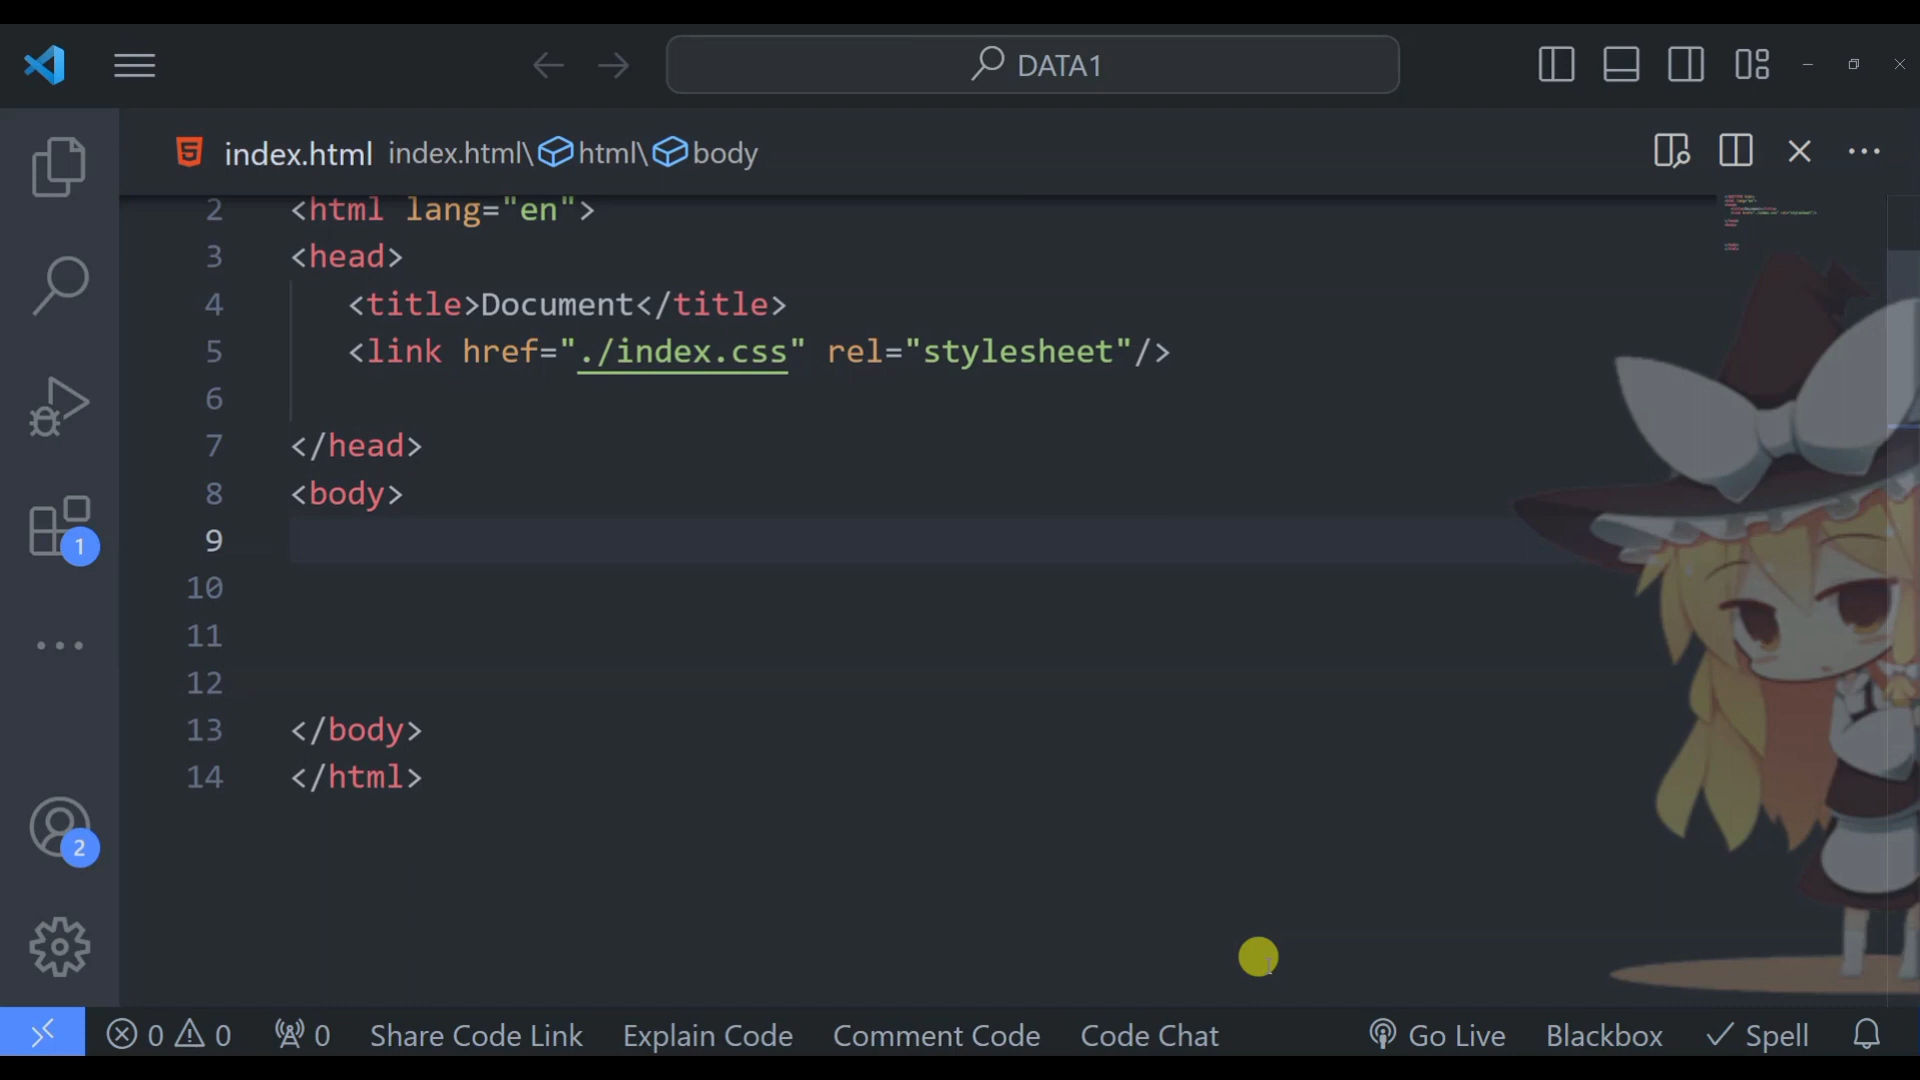 DATA1
index.html index.html\html\body
2 <html lang="en">
3 <head>
4 <title>Document</title>
5 <link href="./index.css" rel="stylesheet"/>
6
7 </head>
8 <body>
9
10
11
12
13 </body>
14 </html>
1
2
0 0 0 Share Code Link Explain Code Comment Code Code Chat Go Live Blackbox Spell